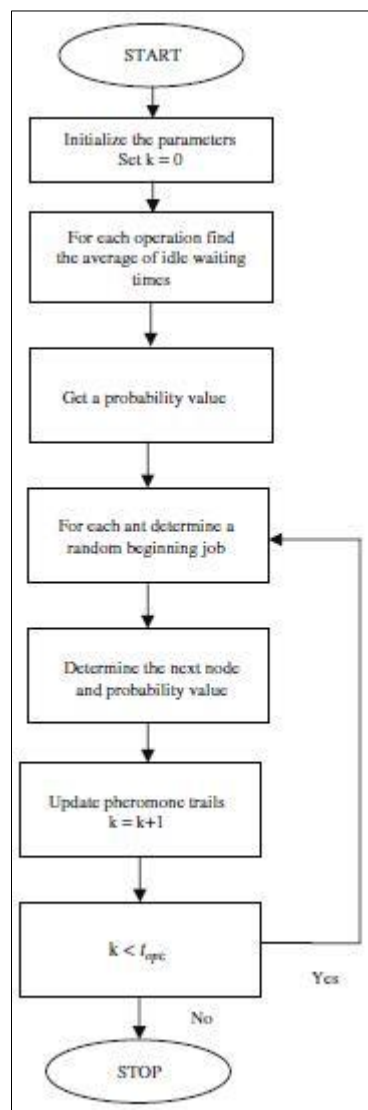 START
Initialize the parameters
Set k = 0
For each operation find
the average of idle waiting
times
Get a probability value
For each ant determine a
random beginning job
Determine the next node
and probability value
Update pheromone trails
k = k+1
k <
Yes
No
STOP